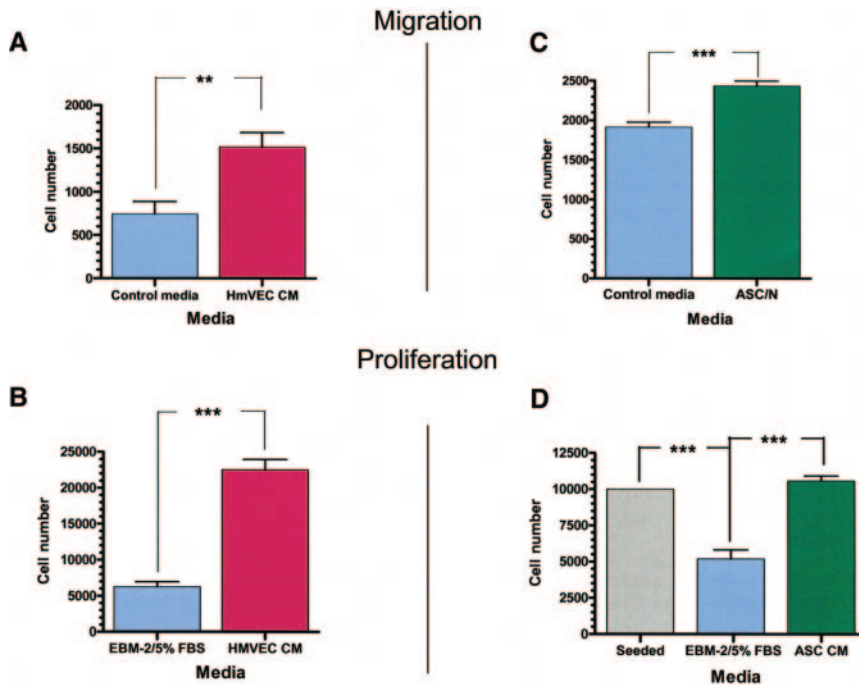 Migration
A
**
Cell number
2000
1500
1000
500
0
Control media HmVEC CM
Media
C
***
Cell number
2500
2000
1500
1000
500
0
Control media ASC/N
Media
Proliferation
B
***
Cell number
25000
20000
15000
10000
5000
0
EBM-2/5% FBS HMVEC CM
Media
D
*** ***
Cell number
12500
10000
7500
5000
2500
0
Seeded EBM-2/5% FBS ASC CM
Media